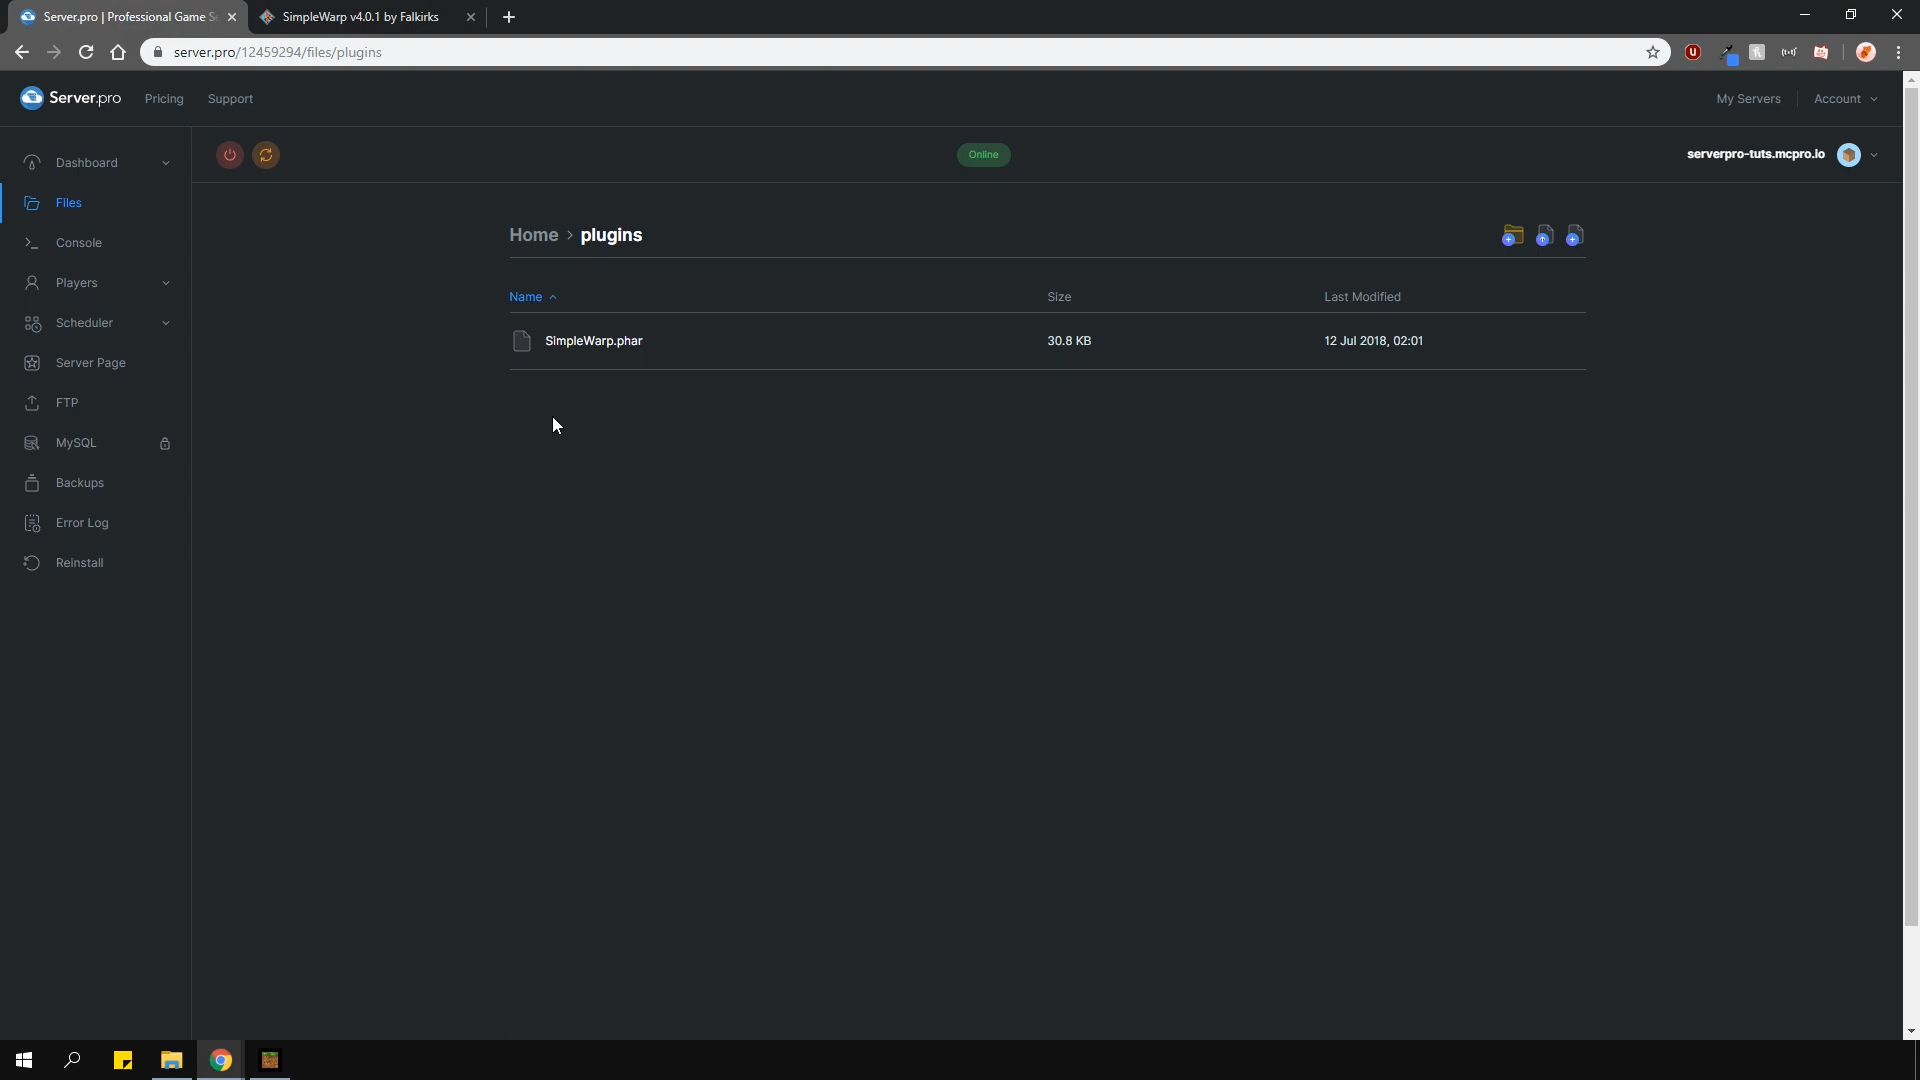 Server.pro | Professional Game S
SimpleWarp v4.0.1 by Falkirks
server.pro/12459294/files/plugins
Server.pro
Pricing
Support
My Servers
Account
Dashboard
Online
serverpro-tuts.mcpro.io
Files
Console
Players
Scheduler
Server Page
FTP
MySQL
Backups
Error Log
Reinstall
Home > plugins
Name
Size
Last Modified
SimpleWarp.phar
30.8 KB
12 Jul 2018, 02:01